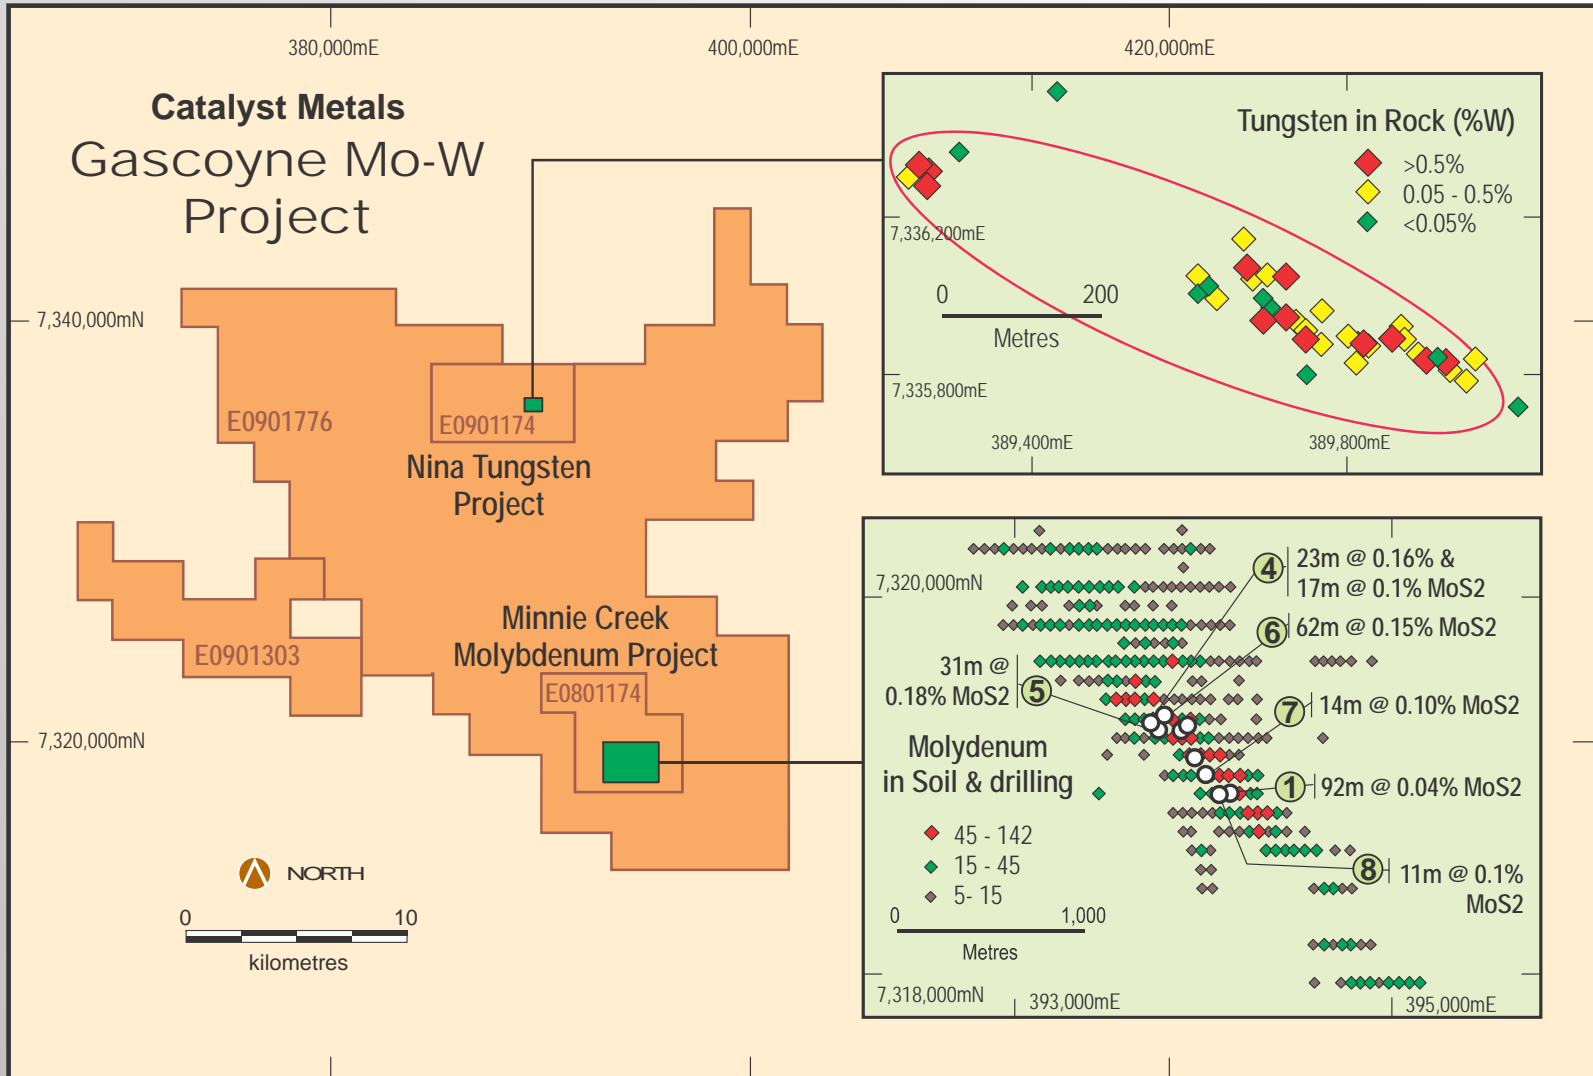 380,000mE
400,000mE
420,000mE
Catalyst Metals
Gascoyne Mo-W
Project
7,340,000mN
7,320,000mN
E0901776
E0901174
Nina Tungsten
Project
E0901303
Minnie Creek
Molybdenum Project
E0801174
NORTH
0 10
kilometres
Tungsten in Rock (%W)
>0.5%
0.05 - 0.5%
<0.05%
7,336,200mE
0 200
Metres
7,335,800mE
389,400mE
389,800mE
7,320,000mN
4
23m @ 0.16% &
17m @ 0.1% MoS2
6
62m @ 0.15% MoS2
31m @
0.18% MoS2
5
7
14m @ 0.10% MoS2
Molydenum
in Soil & drilling
1
92m @ 0.04% MoS2
45 - 142
15 - 45
5- 15
8
11m @ 0.1%
MoS2
0 1,000
Metres
7,318,000mN
393,000mE
395,000mE